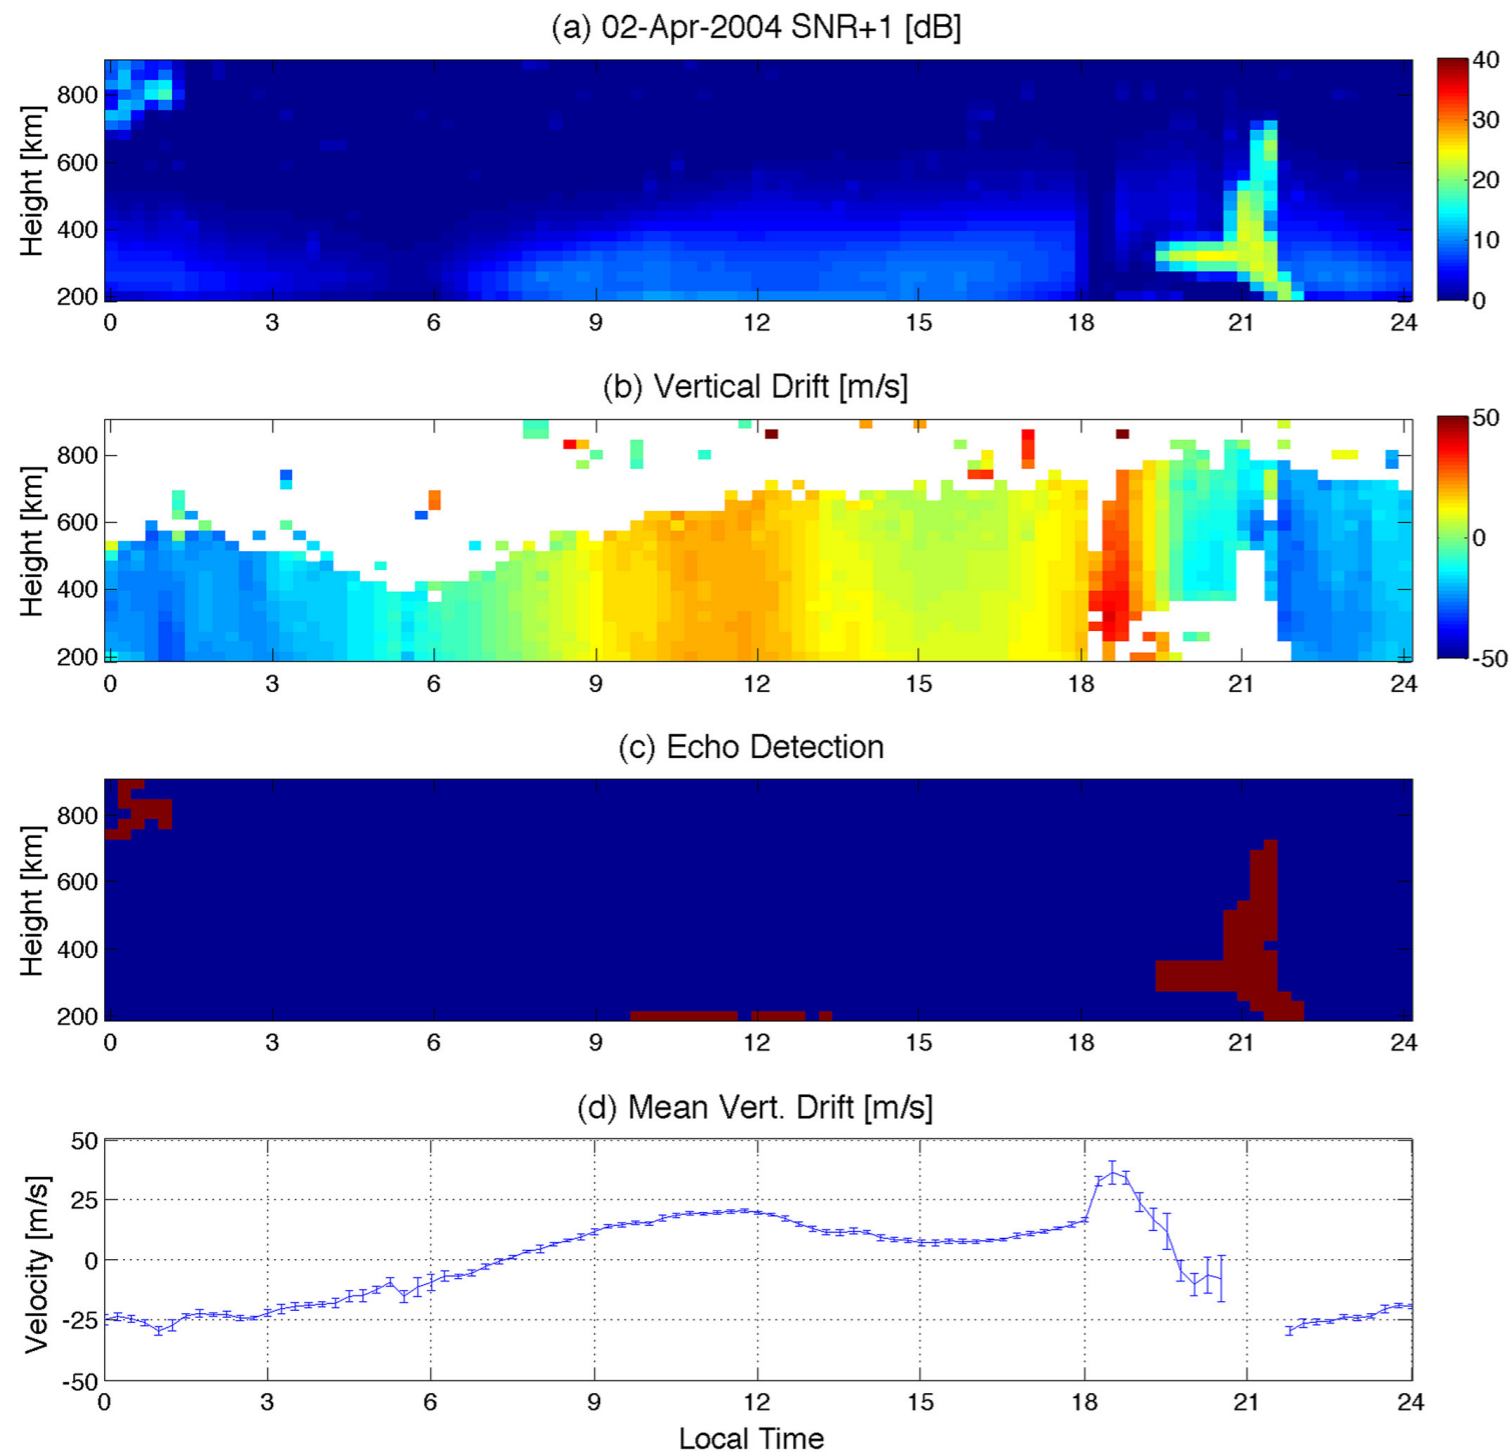 (a) 02-Apr-2004 SNR+1 [dB]
Height [km]
800
600
400
200
0 3 6 9 12 15 18 21 24
40
30
20
10
0
(b) Vertical Drift [m/s]
Height [km]
800
600
400
200
0 3 6 9 12 15 18 21 24
50
0
-50
(c) Echo Detection
Height [km]
800
600
400
200
0 3 6 9 12 15 18 21 24
(d) Mean Vert. Drift [m/s]
Velocity [m/s]
50
25
0
-25
-50
0 3 6 9 12 15 18 21 24
Local Time